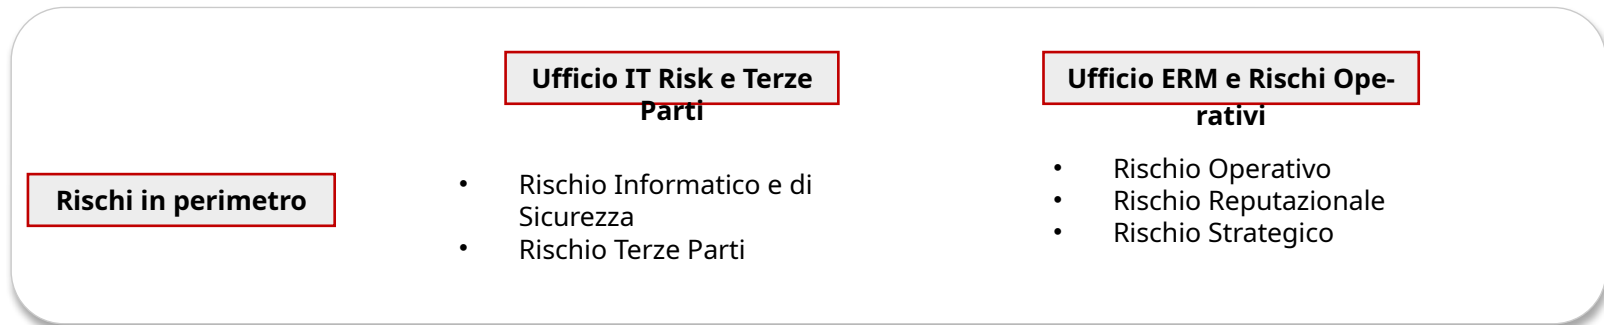 Ufficio IT Risk e Terze
Parti
Ufficio ERM e Rischi Ope-
rativi
Rischi in perimetro
• Rischio Informatico e di
Sicurezza
• Rischio Terze Parti
• Rischio Operativo
• Rischio Reputazionale
• Rischio Strategico